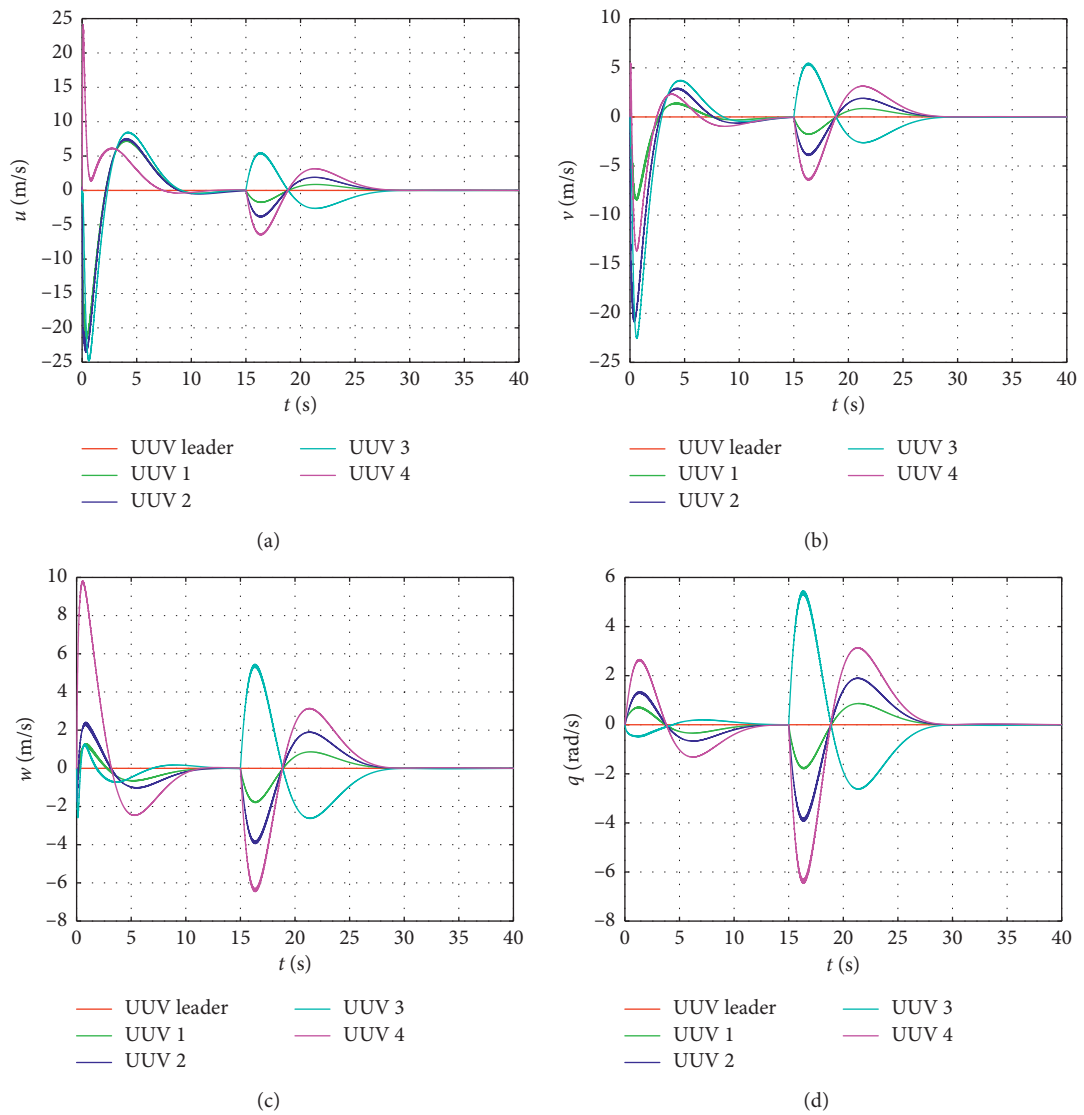 25
20
15
10
5
0
−5
−10
−15
−20
−25
u (m/s)
0 5 10 15 20 25 30 35 40
t (s)
UUV leader UUV 3
UUV 1 UUV 4
UUV 2
(a)
10
5
0
−5
−10
−15
−20
−25
v (m/s)
0 5 10 15 20 25 30 35 40
t (s)
UUV leader UUV 3
UUV 1 UUV 4
UUV 2
(b)
10
8
6
4
2
0
−2
−4
−6
−8
w (m/s)
0 5 10 15 20 25 30 35 40
t (s)
UUV leader UUV 3
UUV 1 UUV 4
UUV 2
(c)
6
4
2
0
−2
−4
−6
−8
q (rad/s)
0 5 10 15 20 25 30 35 40
t (s)
UUV leader UUV 3
UUV 1 UUV 4
UUV 2
(d)